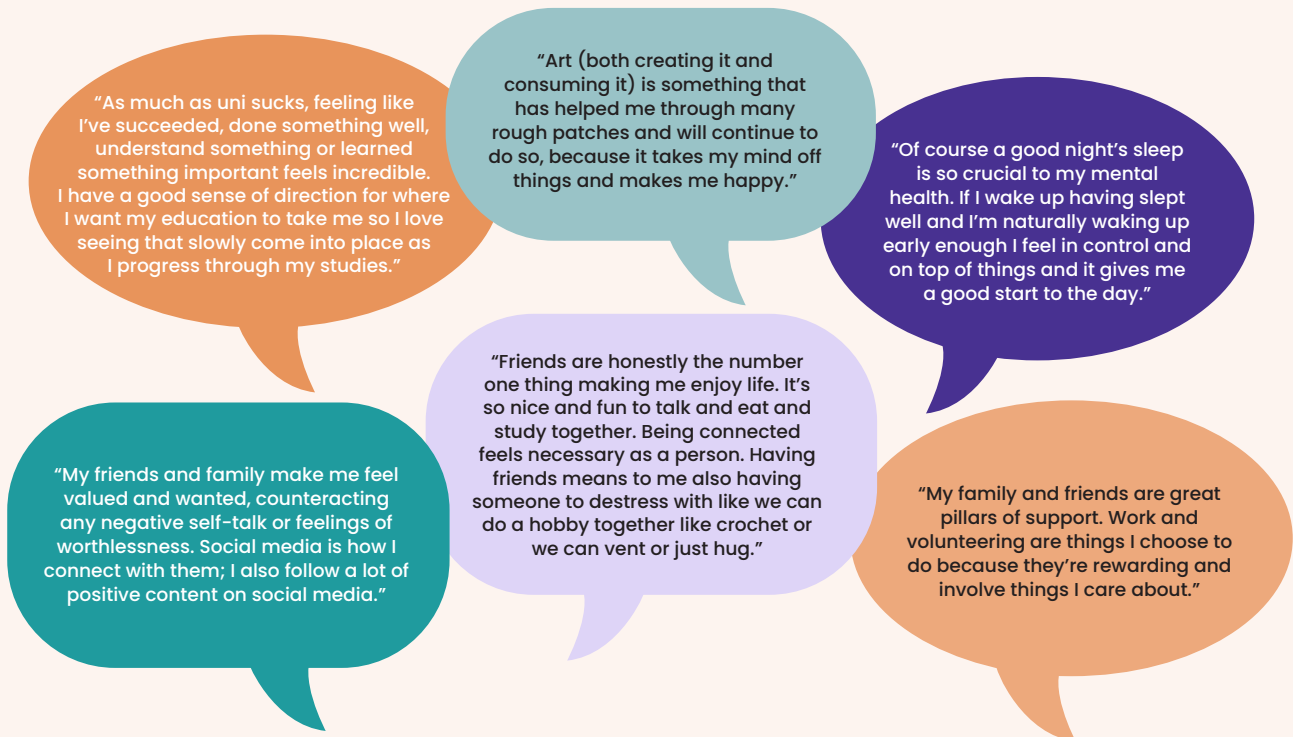 “As much as uni sucks, feeling like
I’ve succeeded, done something well,
understand something or learned
something important feels incredible.
I have a good sense of direction for where
I want my education to take me so I love
seeing that slowly come into place as
I progress through my studies.”
“Art (both creating it and
consuming it) is something that
has helped me through many
rough patches and will continue to
do so, because it takes my mind off
things and makes me happy.”
“Of course a good night’s sleep
is so crucial to my mental
health. If I wake up having slept
well and I’m naturally waking up
early enough I feel in control and
on top of things and it gives me
a good start to the day.”
“My friends and family make me feel
valued and wanted, counteracting
any negative self-talk or feelings of
worthlessness. Social media is how I
connect with them; I also follow a lot of
positive content on social media.”
“Friends are honestly the number
one thing making me enjoy life. It’s
so nice and fun to talk and eat and
study together. Being connected
feels necessary as a person. Having
friends means to me also having
someone to destress with like we can
do a hobby together like crochet or
we can vent or just hug.”
“My family and friends are great
pillars of support. Work and
volunteering are things I choose to
do because they’re rewarding and
involve things I care about.”